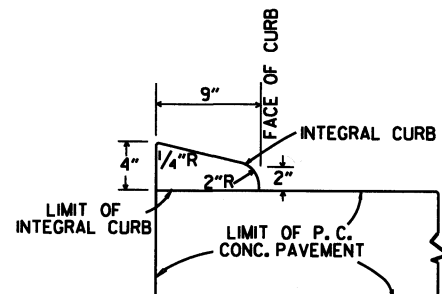 9"
FACE OF CURB
INTEGRAL CURB
4"
1/4"R
2"R
2"
LIMIT OF
INTEGRAL CURB
LIMIT OF P.C.
CONC. PAVEMENT